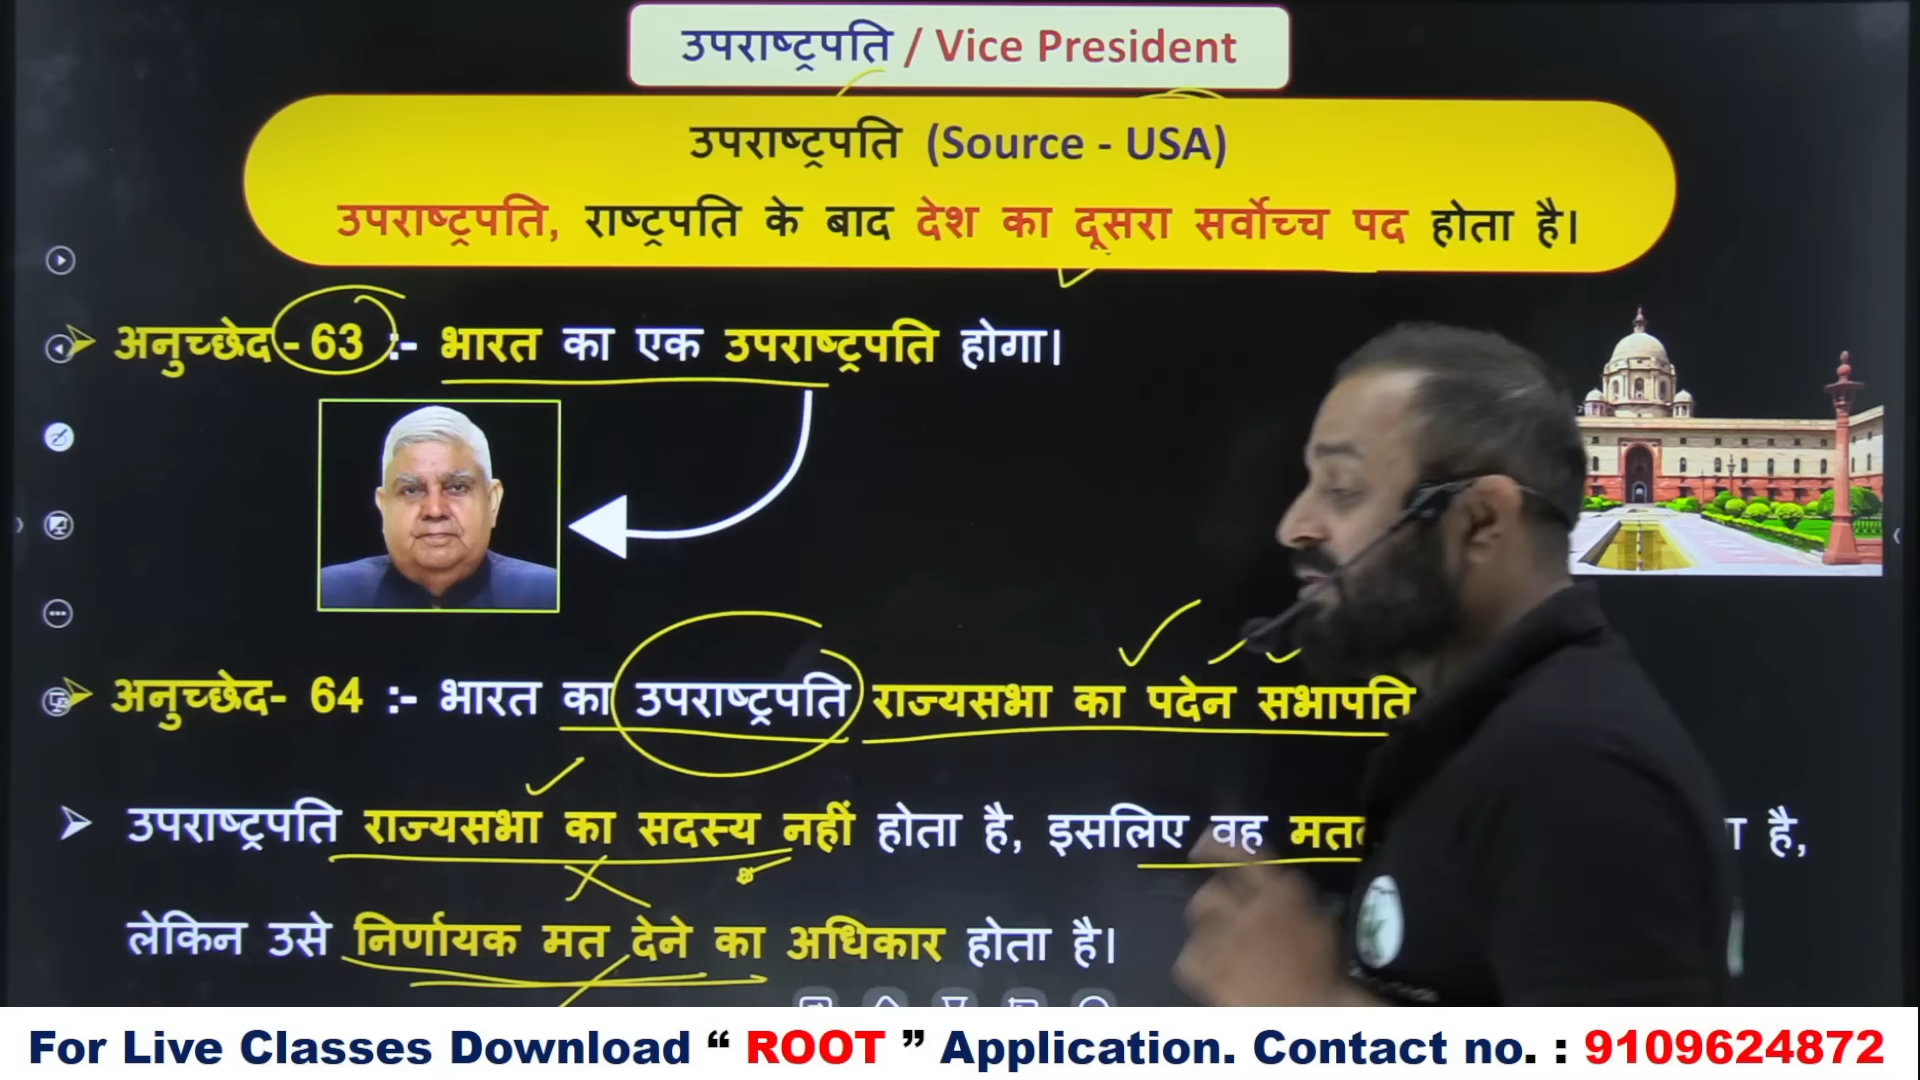 उपराष्ट्रपति / Vice President
उपराष्ट्रपति (Source - USA)
उपराष्ट्रपति, राष्ट्रपति के बाद देश का दूसरा सर्वोच्च पद होता है।
अनुच्छेद - 63 :- भारत का एक उपराष्ट्रपति होगा।
अनुच्छेद- 64 :- भारत का उपराष्ट्रपति राज्यसभा का पदेन सभापति
उपराष्ट्रपति राज्यसभा का सदस्य नहीं होता है, इसलिए वह है,
लेकिन उसे निर्णायक मत देने का अधिकार होता है।
For Live Classes Download “ ROOT ” Application. Contact no. : 9109624872